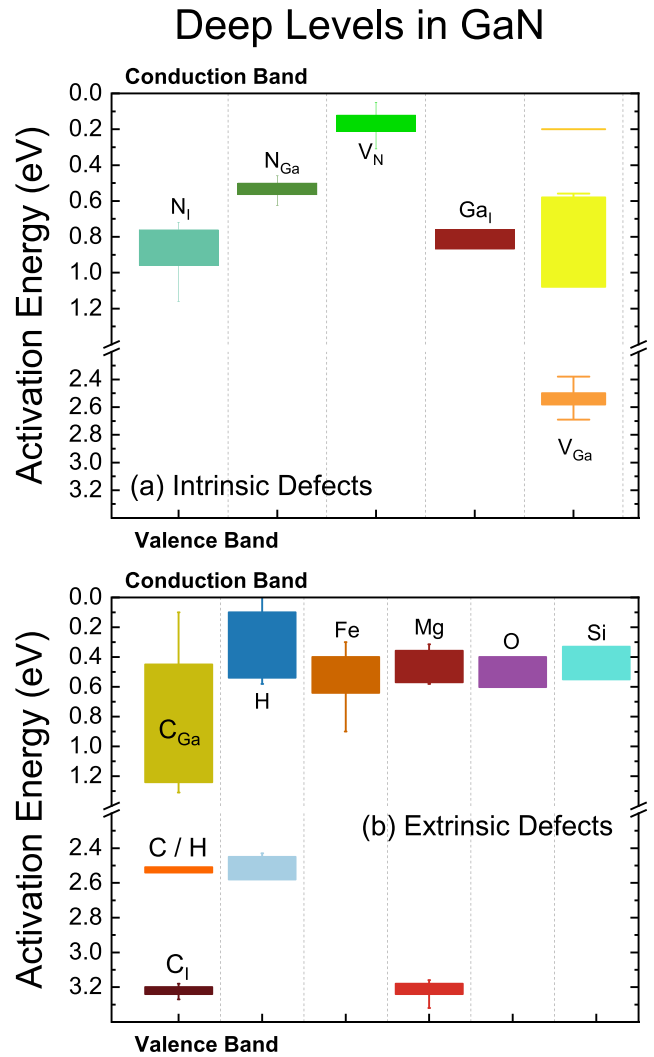 Deep Levels in GaN
Conduction Band
Activation Energy (eV)
0.0
0.2
0.4
0.6
0.8
1.0
1.2
2.4
2.6
2.8
3.0
3.2
N_I
N_Ga
V_N
Ga_I
V_Ga
(a) Intrinsic Defects
Valence Band
Conduction Band
Activation Energy (eV)
0.0
0.2
0.4
0.6
0.8
1.0
1.2
2.4
2.6
2.8
3.0
3.2
C_Ga
H
Fe
Mg
O
Si
(b) Extrinsic Defects
C / H
C_I
Valence Band